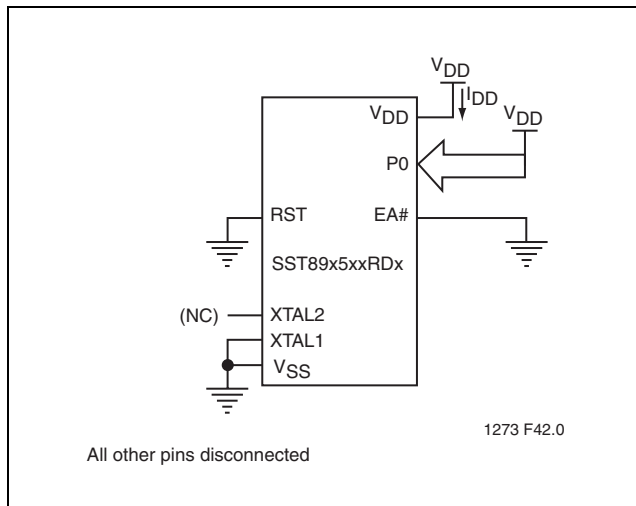 VDD
IDD
VDD
VDD
P0
RST
EA#
SST89x5xxRDx
(NC)
XTAL2
XTAL1
VSS
1273 F42.0
All other pins disconnected